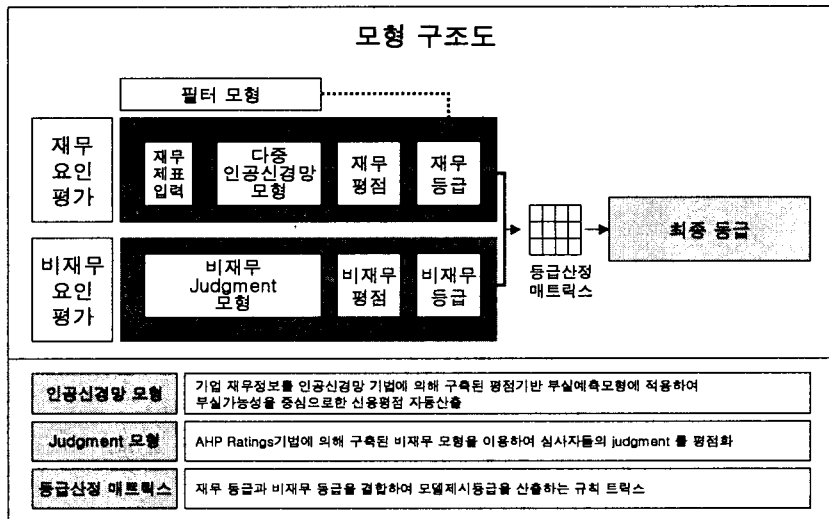 모형 구조도
필터 모형
재무
요인
평가
재무
제표
입력
다중
인공신경망
모형
재무
평점
재무
등급
비재무
요인
평가
비재무
Judgment
모형
비재무
평점
비재무
등급
등급산정
매트릭스
최종 등급
인공신경망 모형
기업 재무정보를 인공신경망 기법에 의해 구축된 평점기반 부실예측모형에 적용하여
부실가능성을 중심으로한 신용평점 자동산출
Judgment 모형
AHP Ratings기법에 의해 구축된 비재무 모형을 이용하여 심사자들의 judgment 를 평점화
등급산정 매트릭스
재무 등급과 비재무 등급을 결합하여 모델제시등급을 산출하는 규칙 트릭스